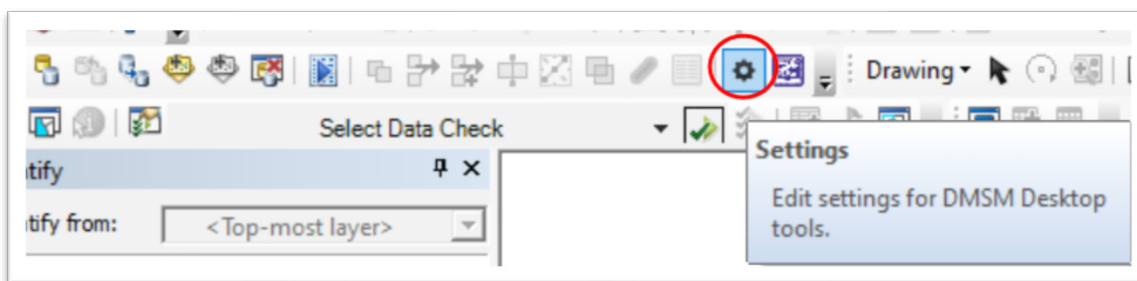 Drawing
Select Data Check
tify
Settings
Edit settings for DMSM Desktop
tools.
tify from:
<Top-most layer>